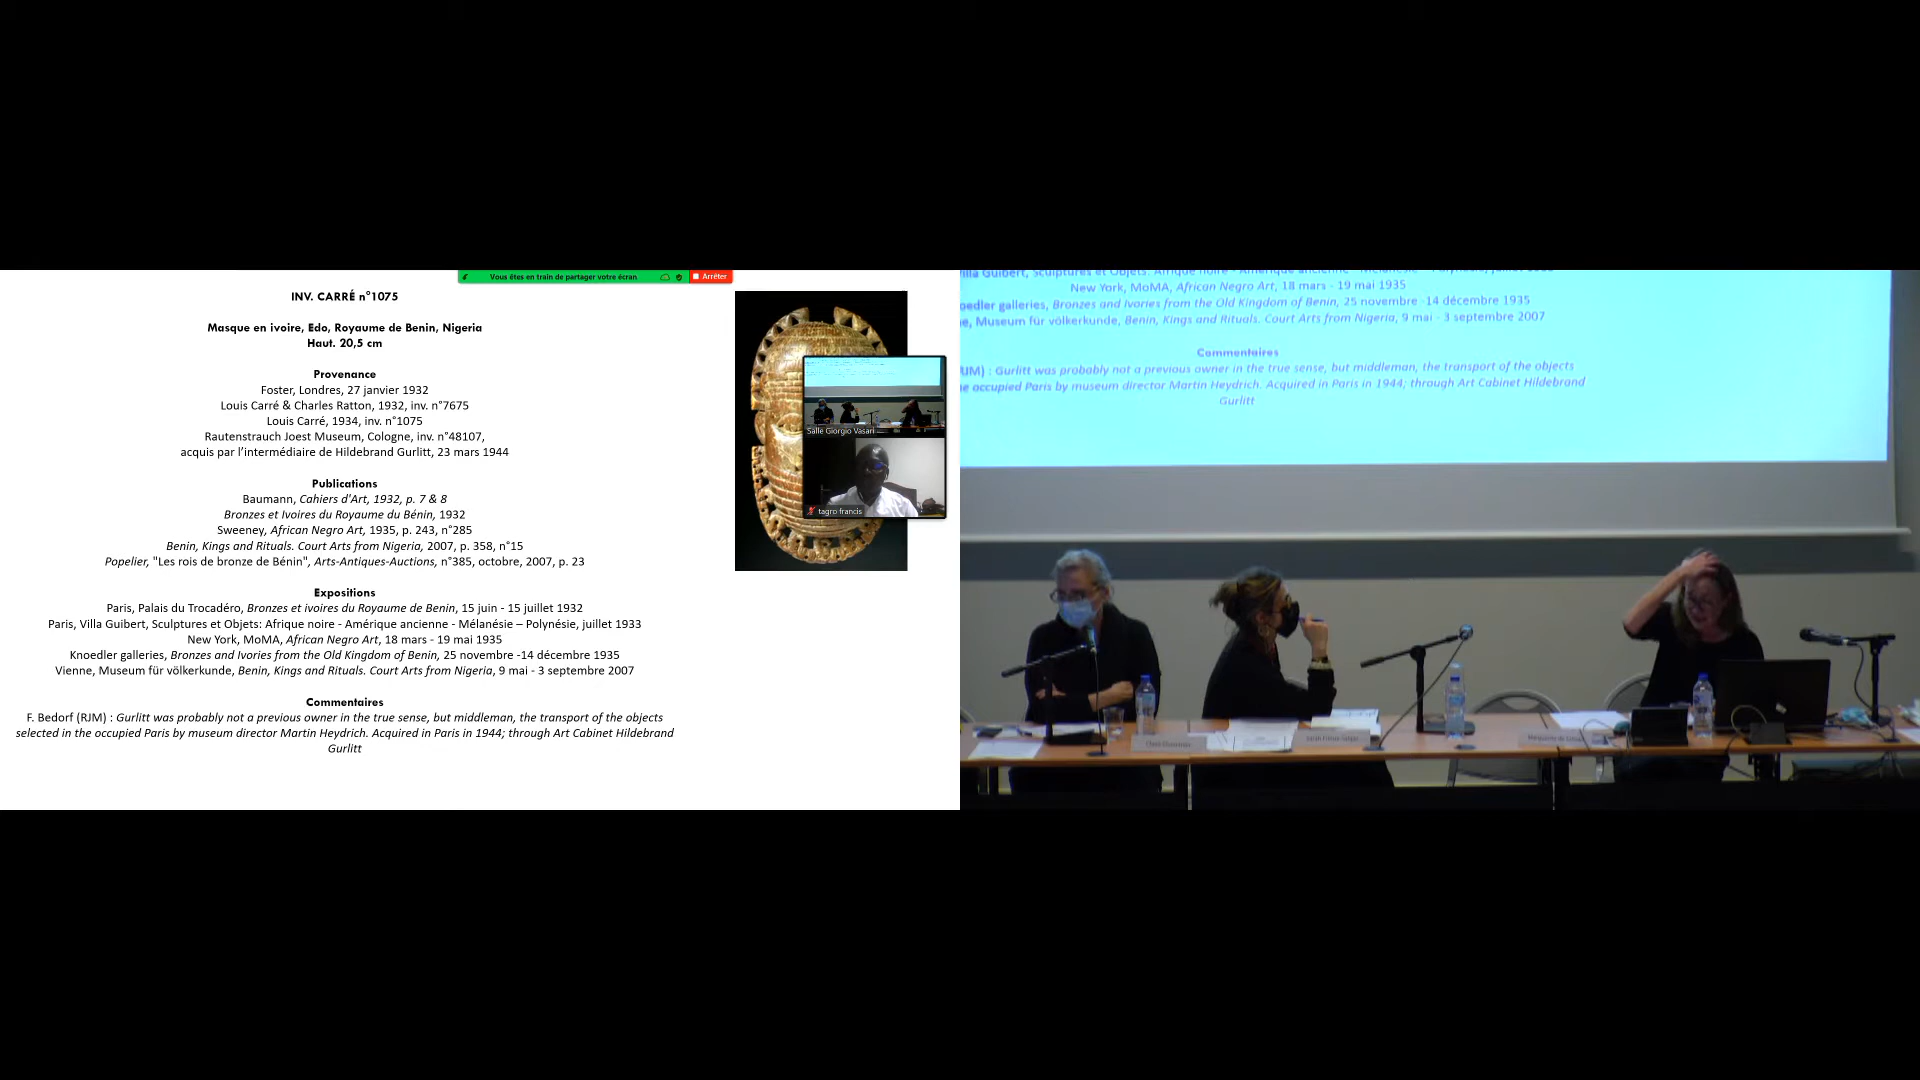 Vous êtes en train de partager votre écran
Arrêter
INV. CARRÉ n°1075
Masque en ivoire, Edo, Royaume de Benin, Nigeria
Haut. 20,5 cm
Provenance
Foster, Londres, 27 janvier 1932
Louis Carré & Charles Ratton, 1932, inv. n°7675
Louis Carré, 1934, inv. n°1075
Rautenstrauch Joest Museum, Cologne, inv. n°48107,
acquis par l’intermédiaire de Hildebrand Gurlitt, 23 mars 1944
Publications
Baumann, Cahiers d'Art, 1932, p. 7 & 8
Bronzes et Ivoires du Royaume du Bénin, 1932
Sweeney, African Negro Art, 1935, p. 243, n°285
Benin, Kings and Rituals. Court Arts from Nigeria, 2007, p. 358, n°15
Popelier, "Les rois de bronze de Bénin", Arts-Antiques-Auctions, n°385, octobre, 2007, p. 23
Expositions
Paris, Palais du Trocadéro, Bronzes et ivoires du Royaume de Benin, 15 juin - 15 juillet 1932
Paris, Villa Guibert, Sculptures et Objets: Afrique noire - Amérique ancienne - Mélanésie – Polynésie, juillet 1933
New York, MoMA, African Negro Art, 18 mars - 19 mai 1935
Knoedler galleries, Bronzes and Ivories from the Old Kingdom of Benin, 25 novembre -14 décembre 1935
Vienne, Museum für völkerkunde, Benin, Kings and Rituals. Court Arts from Nigeria, 9 mai - 3 septembre 2007
Commentaires
F. Bedorf (RJM) : Gurlitt was probably not a previous owner in the true sense, but middleman, the transport of the objects
selected in the occupied Paris by museum director Martin Heydrich. Acquired in Paris in 1944; through Art Cabinet Hildebrand
Gurlitt
Salle Giorgio Vasari
tagro francis
Villa Guibert, Sculptures et Objets: Afrique noire - Amérique ancienne - Mélanésie
New York, MoMA, African Negro Art, 18 mars - 19 mai 1935
oedler galleries, Bronzes and Ivories from the Old Kingdom of Benin, 25 novembre -14 décembre 1935
e, Museum für völkerkunde, Benin, Kings and Rituals. Court Arts from Nigeria, 9 mai - 3 septembre 2007
Commentaires
JM) : Gurlitt was probably not a previous owner in the true sense, but middleman, the transport of the objects
e occupied Paris by museum director Martin Heydrich. Acquired in Paris in 1944; through Art Cabinet Hildebrand
Gurlitt